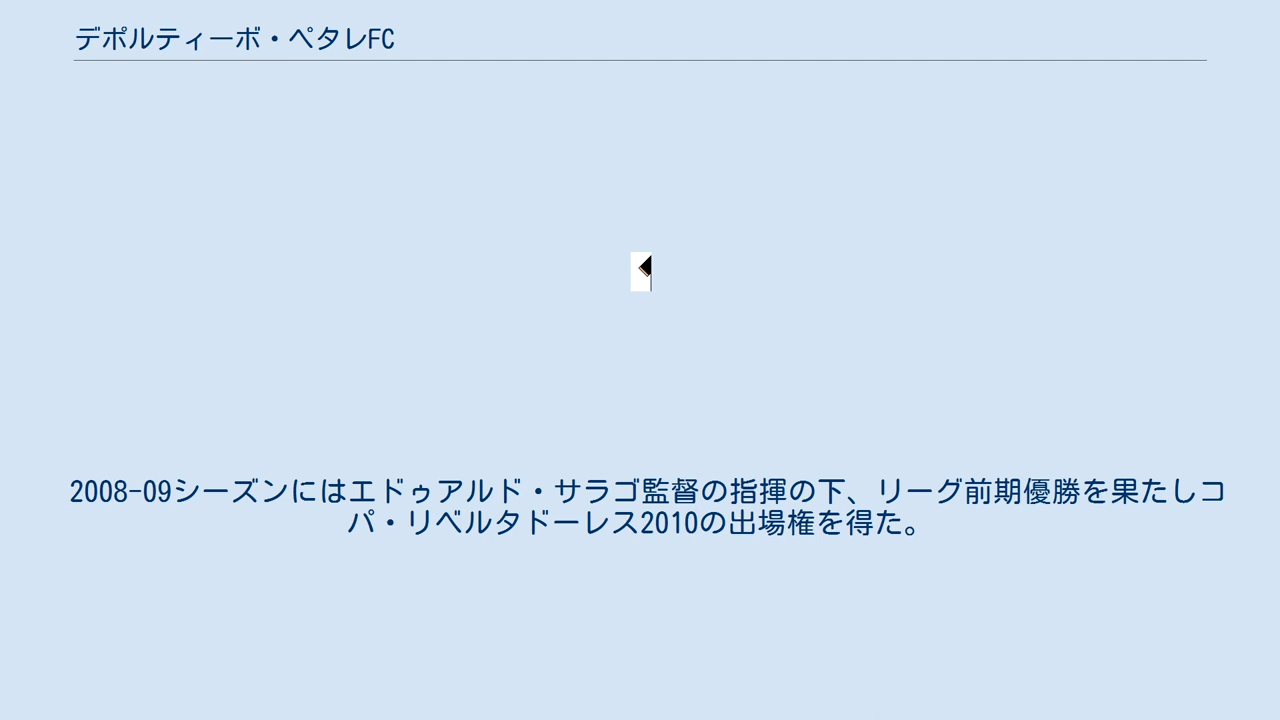 デポルティーボ・ペタレFC
2008-09シーズンにはエドゥアルド・サラゴ監督の指揮の下、リーグ前期優勝を果たしコ
パ・リベルタドーレス2010の出場権を得た。